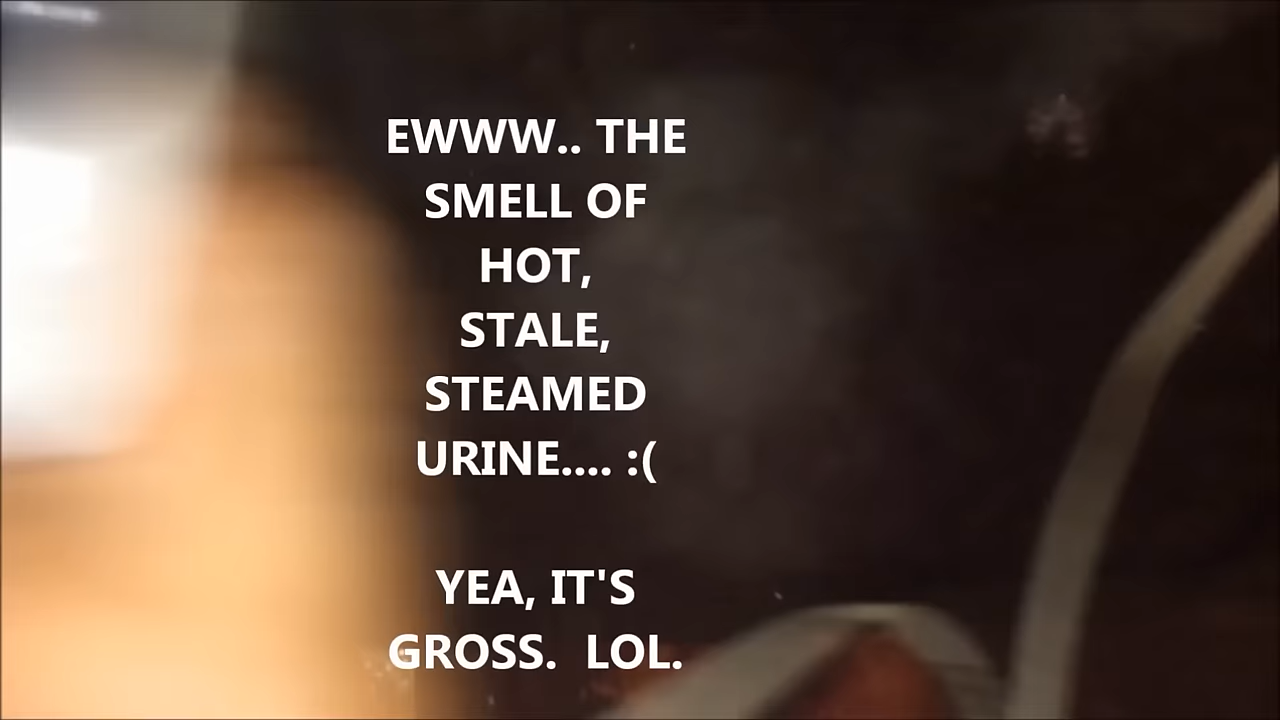 EWWW.. THE
SMELL OF
HOT,
STALE,
STEAMED
URINE.... :(
YEA, IT'S
GROSS.  LOL.